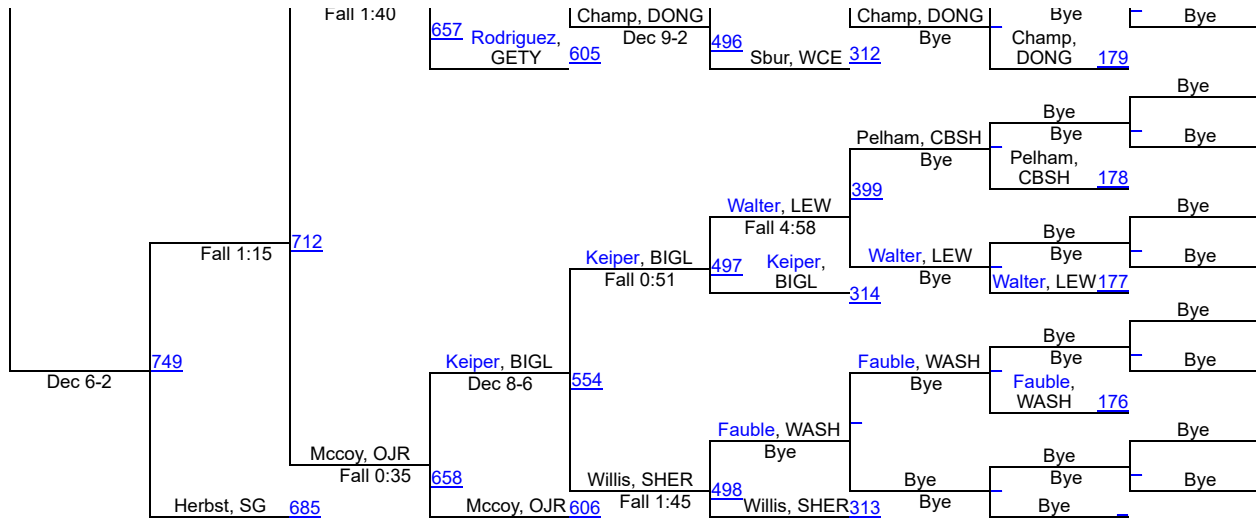 Fall 1:40
Champ, DONG
Champ, DONG
Bye
Bye
657
Rodriguez,
GETY
605
Dec 9-2
496
Sbur, WCE
312
Bye
Champ,
DONG
179
Bye
Bye
Bye
Bye
Pelham, CBSH
Bye
Pelham,
CBSH
178
399
Walter, LEW
Fall 4:58
Bye
712
Fall 1:15
Keiper, BIGL
Fall 0:51
497
Keiper,
BIGL
314
Walter, LEW
Bye
Bye
Bye
Walter, LEW
177
Bye
Bye
Bye
Bye
749
Dec 6-2
Keiper, BIGL
Dec 8-6
554
Fauble, WASH
Bye
Fauble,
WASH
176
Bye
Fauble, WASH
Bye
Bye
Mccoy, OJR
Fall 0:35
658
Willis, SHER
Fall 1:45
498
Bye
Bye
Bye
Bye
Bye
Herbst, SG
685
Mccoy, OJR
606
Willis, SHER
313
Bye